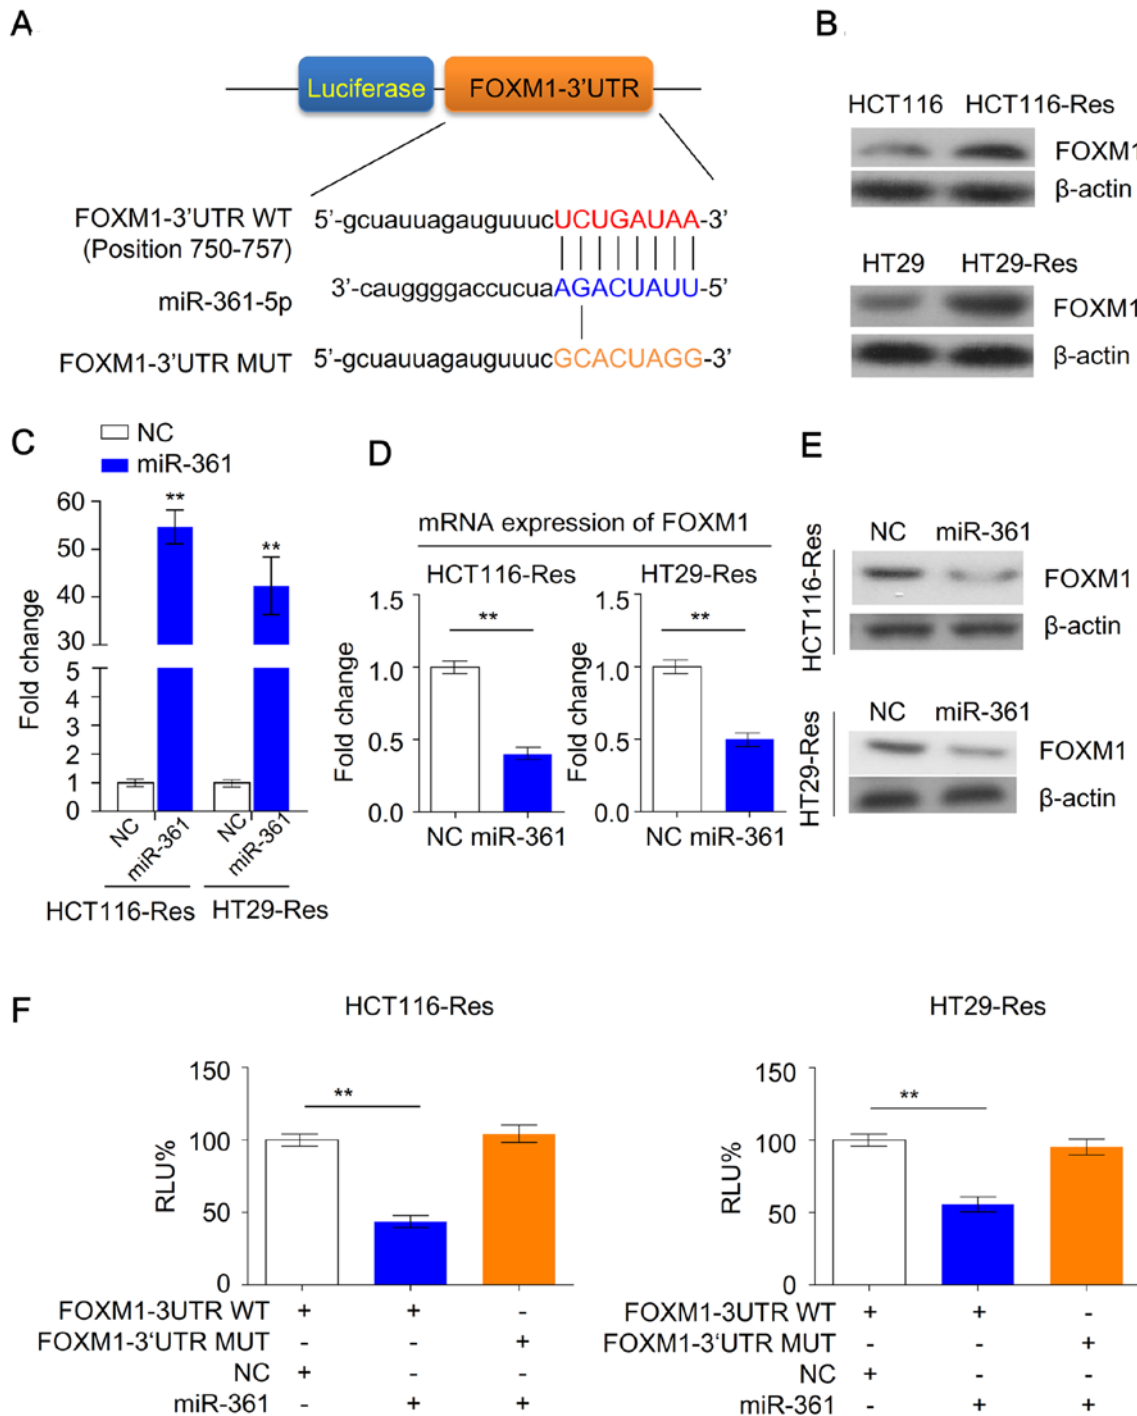 A
Luciferase FOXM1-3'UTR
FOXM1-3'UTR WT 5'-gcuauuagauguuucUCUGAUAA-3'
(Position 750-757)
miR-361-5p 3'-cauggggaccucuaAGACUAUU-5'
FOXM1-3'UTR MUT 5'-gcuauuagauguuucGCACUAGG-3'
B
HCT116 HCT116-Res
FOXM1
β-actin
HT29 HT29-Res
FOXM1
β-actin
C
NC
miR-361
Fold change
60
50
40
30
5
4
3
2
1
0
** **
NC miR-361 NC miR-361
HCT116-Res HT29-Res
D
mRNA expression of FOXM1
HCT116-Res HT29-Res
Fold change
1.5
1.0
0.5
0.0
**
NC miR-361
Fold change
1.5
1.0
0.5
0.0
**
NC miR-361
E
HCT116-Res
NC miR-361
FOXM1
β-actin
HT29-Res
NC miR-361
FOXM1
β-actin
F
HCT116-Res
RLU%
150
100
50
0
**
FOXM1-3UTR WT + + -
FOXM1-3'UTR MUT - - +
NC + - -
miR-361 - + +
HT29-Res
RLU%
150
100
50
0
**
FOXM1-3UTR WT + + -
FOXM1-3'UTR MUT - - +
NC + - -
miR-361 - + +